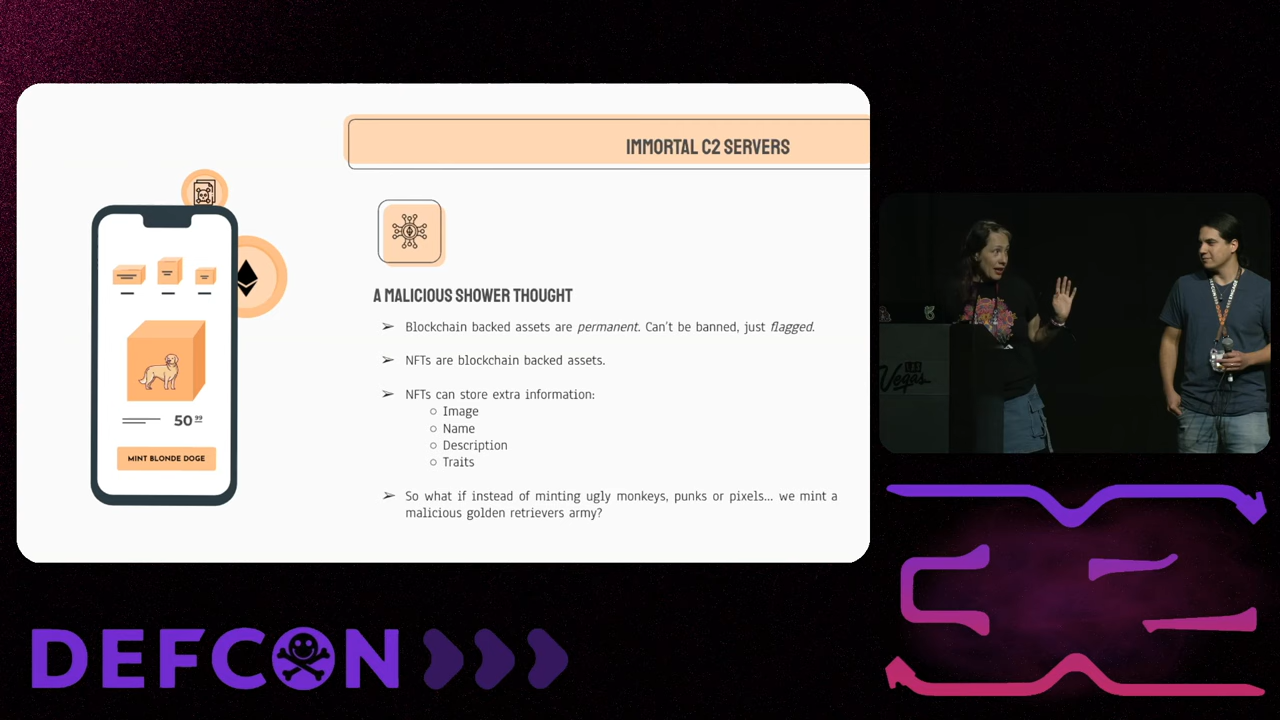 IMMORTAL C2 SERVERS
A MALICIOUS SHOWER THOUGHT
➢ Blockchain backed assets are permanent. Can't be banned, just flagged.
➢ NFTs are blockchain backed assets.
➢ NFTs can store extra information:
○ Image
○ Name
○ Description
○ Traits
➢ So what if instead of minting ugly monkeys, punks or pixels... we mint a
malicious golden retrievers army?
50 99
MINT BLONDE DOGE
Vegas
DEFCON